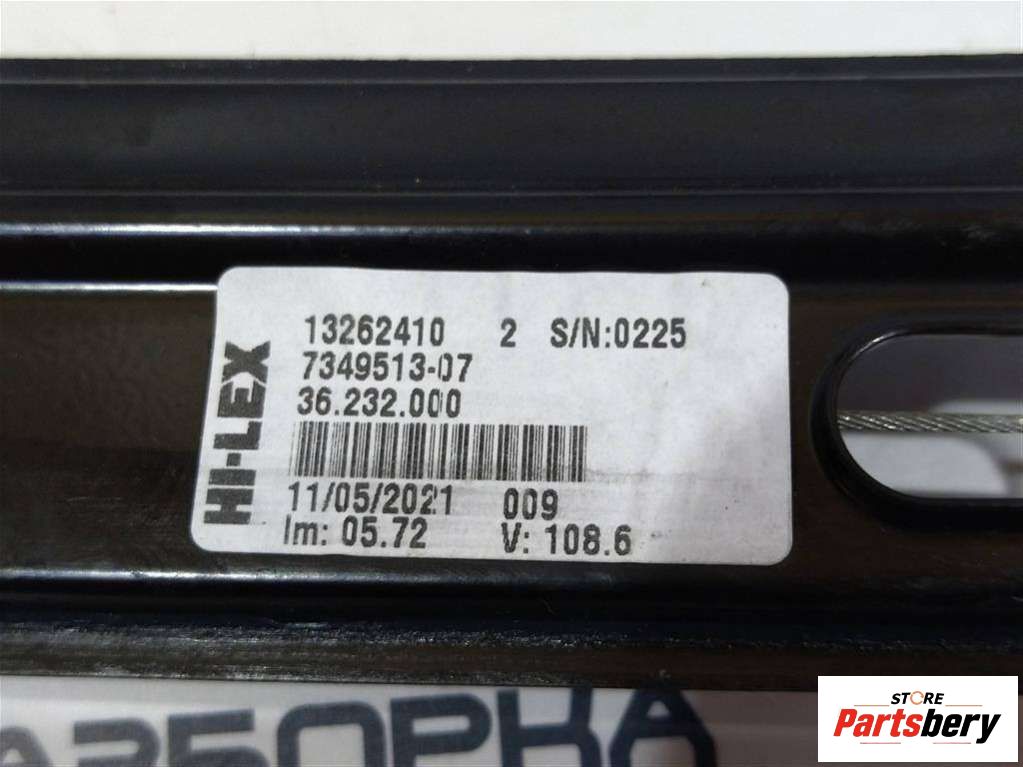 HI-LEX
13262410 2 S/N:0225
7349513-07
36.232.000
11/05/2021 009
Im: 05.72 V: 108.6
АЗБОРКА
STORE
Partsbery